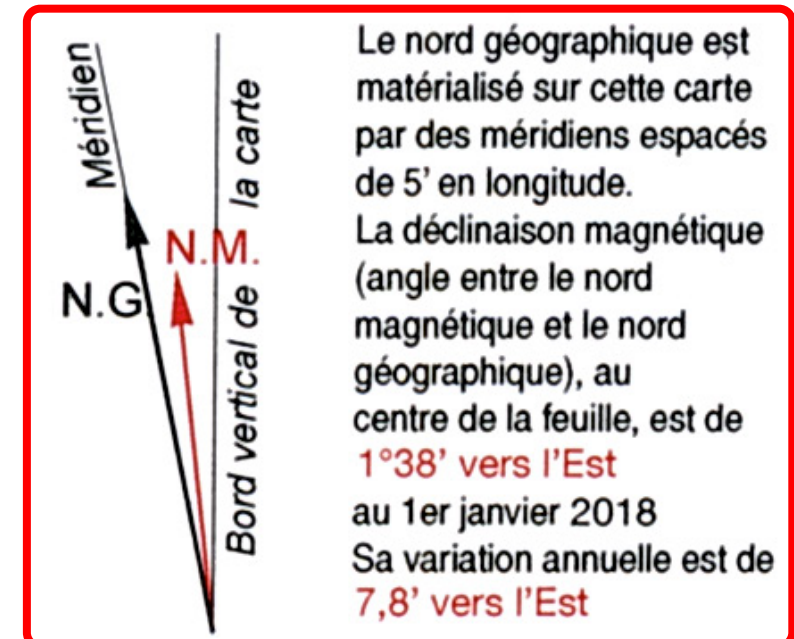 Méridien
N.G.
N.M.
Bord vertical de la carte
Le nord géographique est
matérialisé sur cette carte
par des méridiens espacés
de 5' en longitude.
La déclinaison magnétique
(angle entre le nord
magnétique et le nord
géographique), au
centre de la feuille, est de
1°38' vers l'Est
au 1er janvier 2018
Sa variation annuelle est de
7,8' vers l'Est